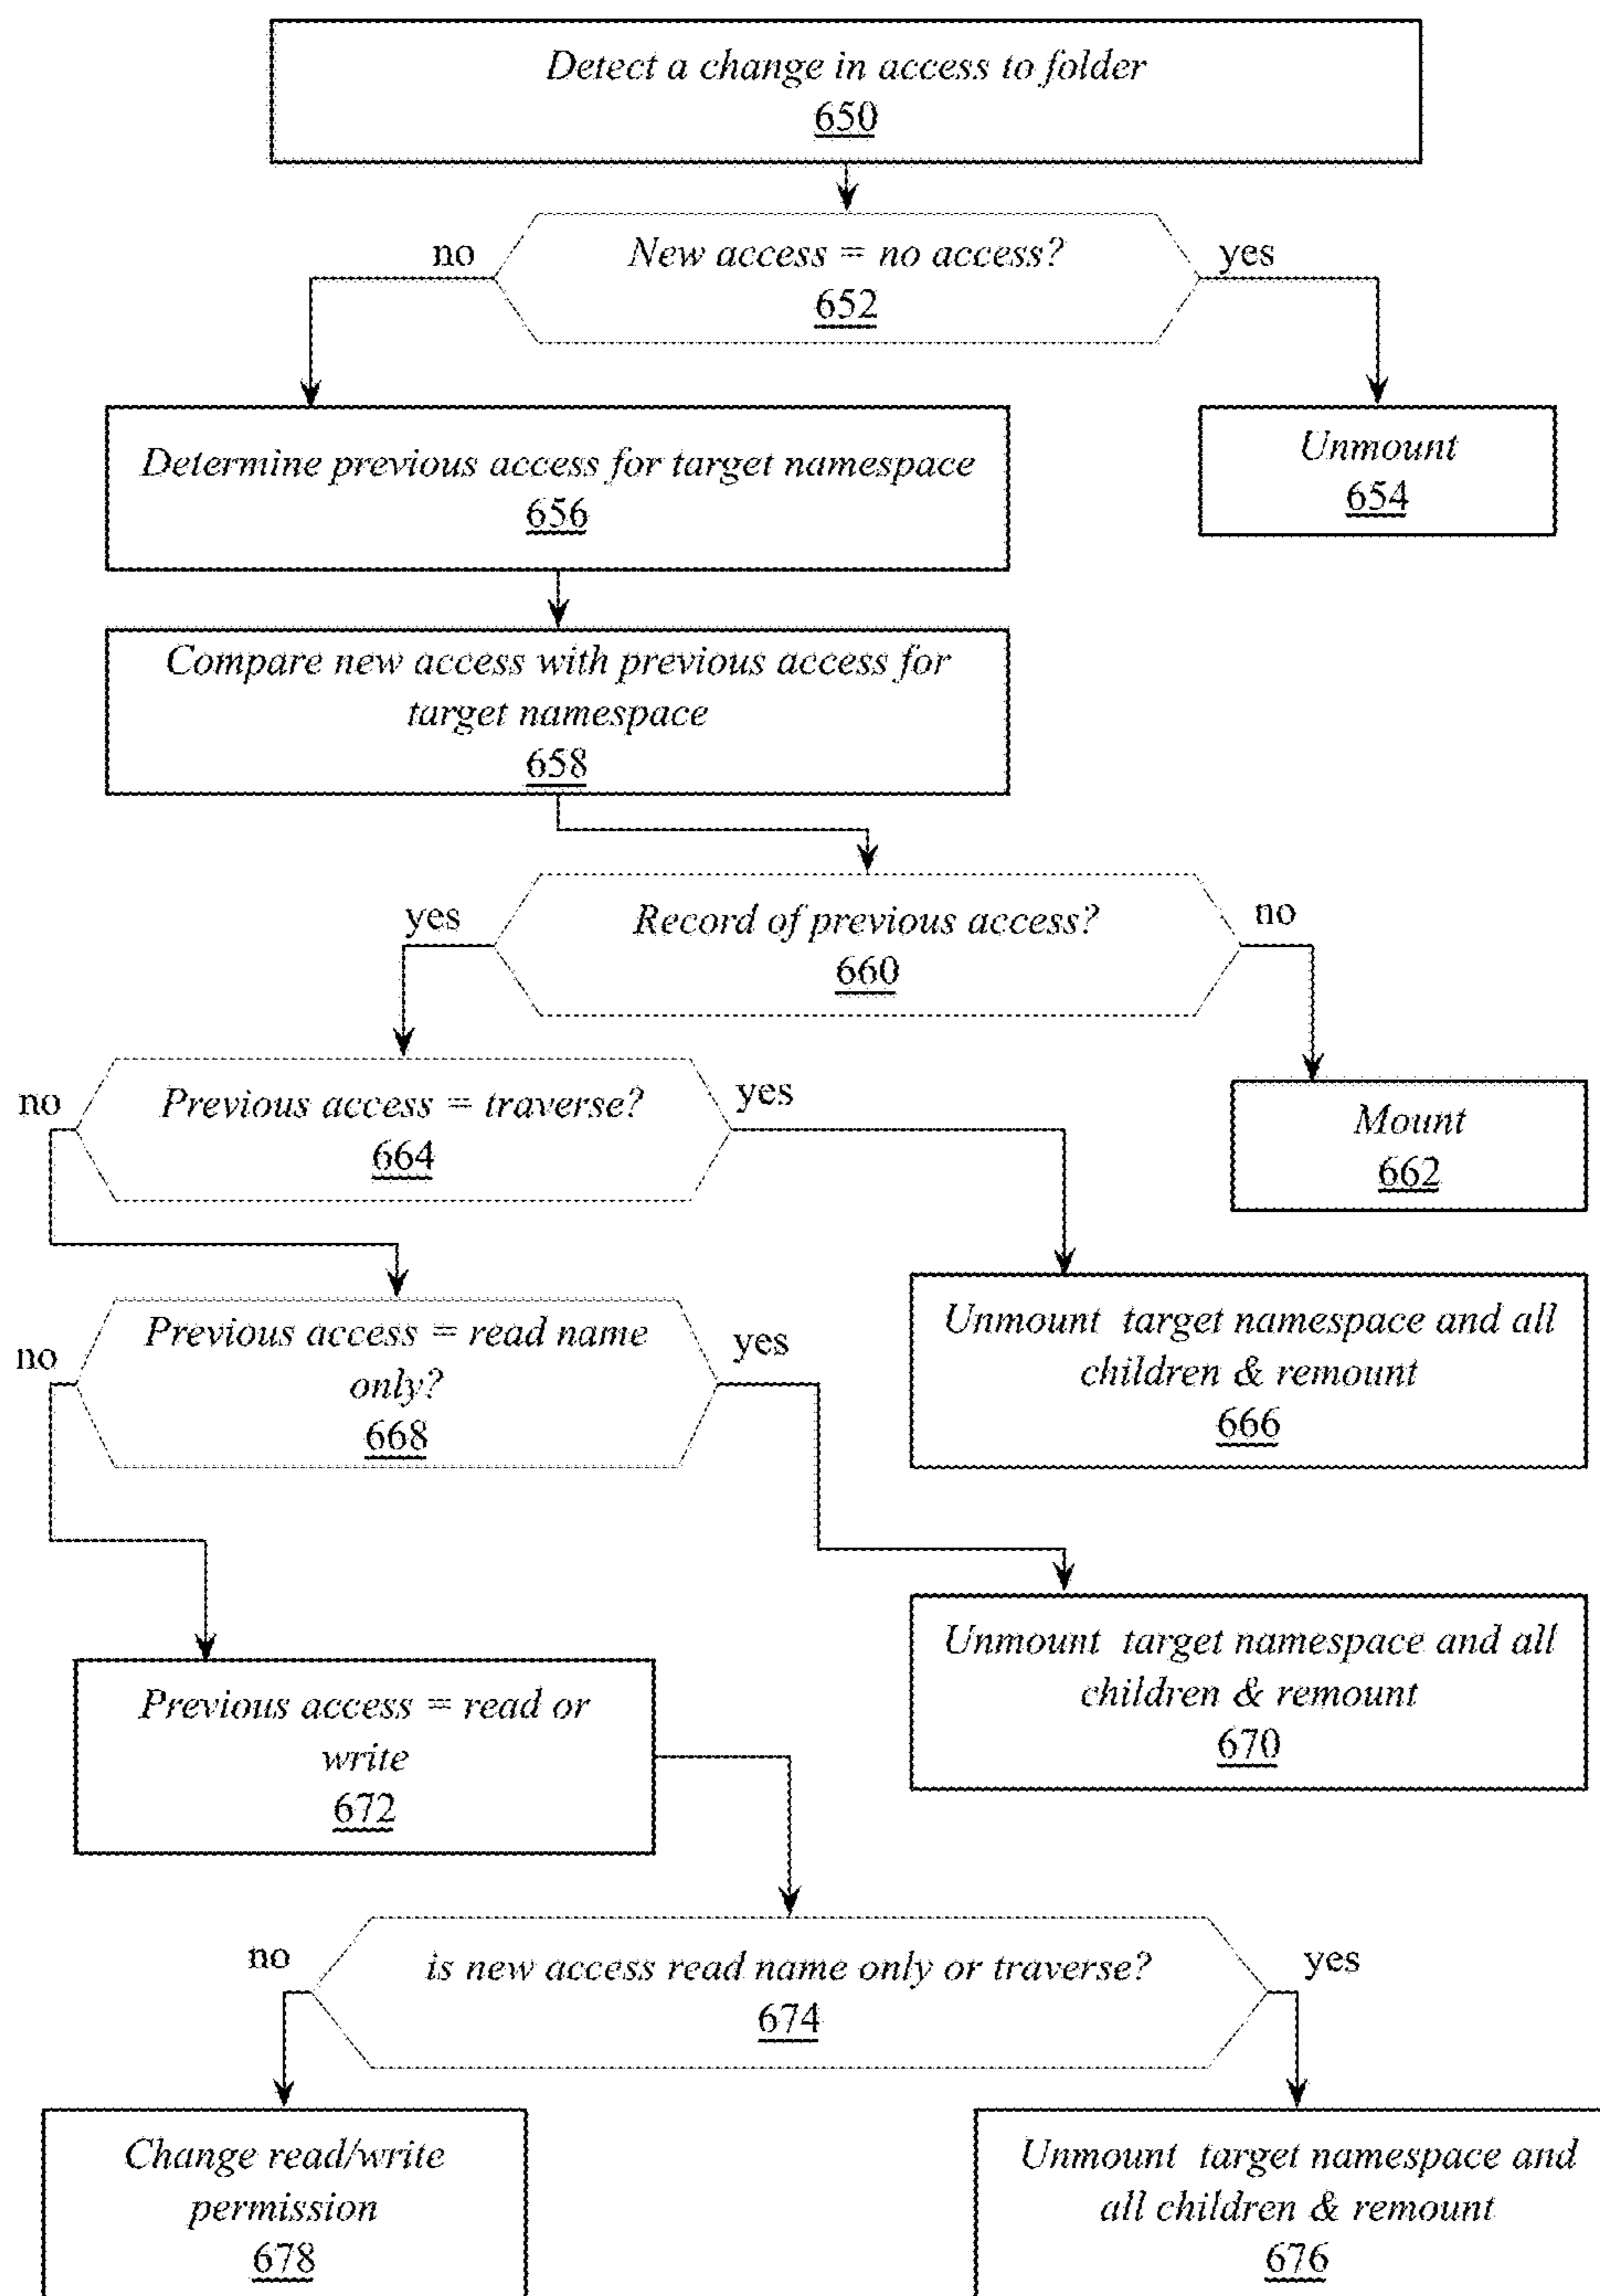 Detect a change in access to folder
650
no
New access = no access?
yes
652
Determine previous access for target namespace
656
Unmount
654
Compare new access with previous access for
target namespace
658
yes
Record of previous access?
no
660
no
Previous access = traverse?
yes
664
Mount
662
no
Previous access = read name
only?
yes
668
Unmount target namespace and all
children & remount
666
Unmount target namespace and all
children & remount
670
Previous access = read or
write
672
no
is new access read name only or traverse?
yes
674
Change read/write
permission
678
Unmount target namespace and
all children & remount
676